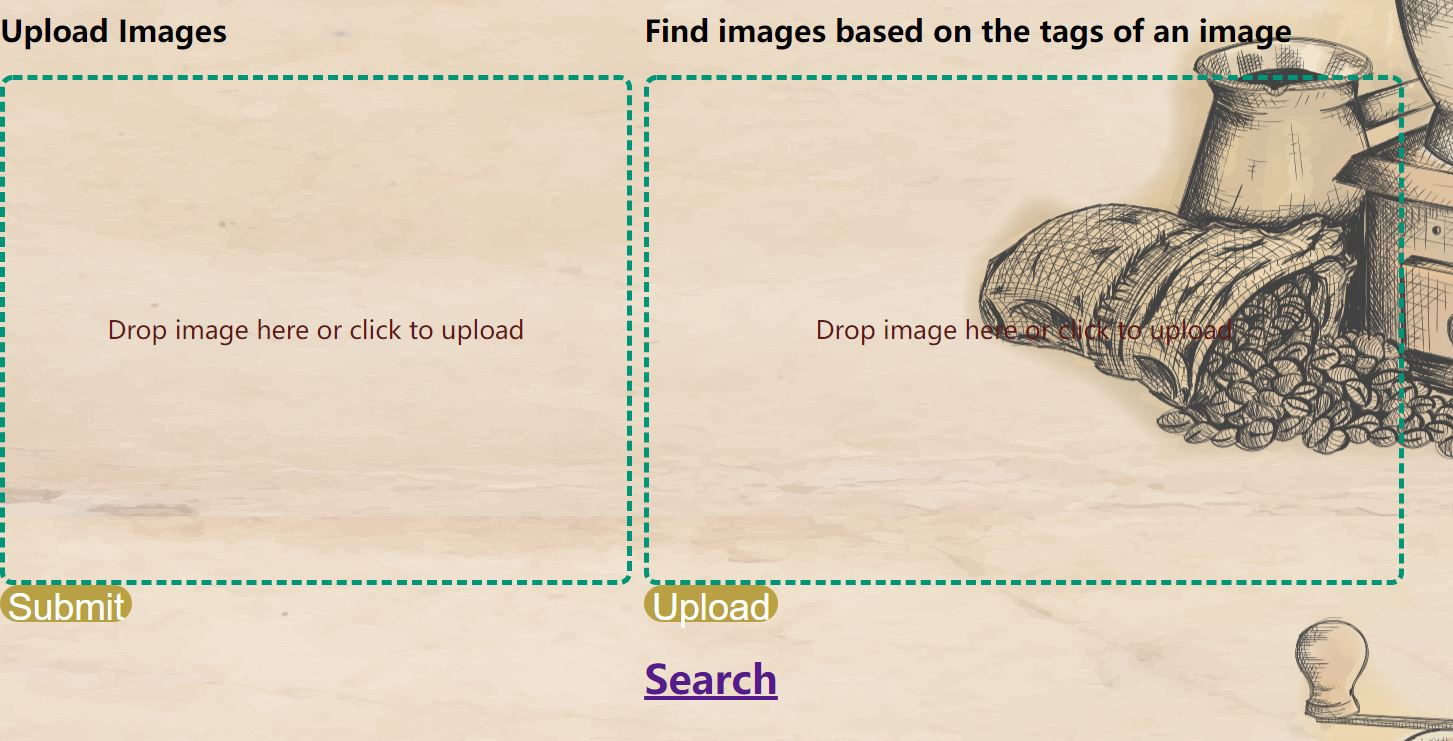 Upload Images
Find images based on the tags of an image
Drop image here or click to upload
Drop image here or click to upload
Submit
Upload
Search